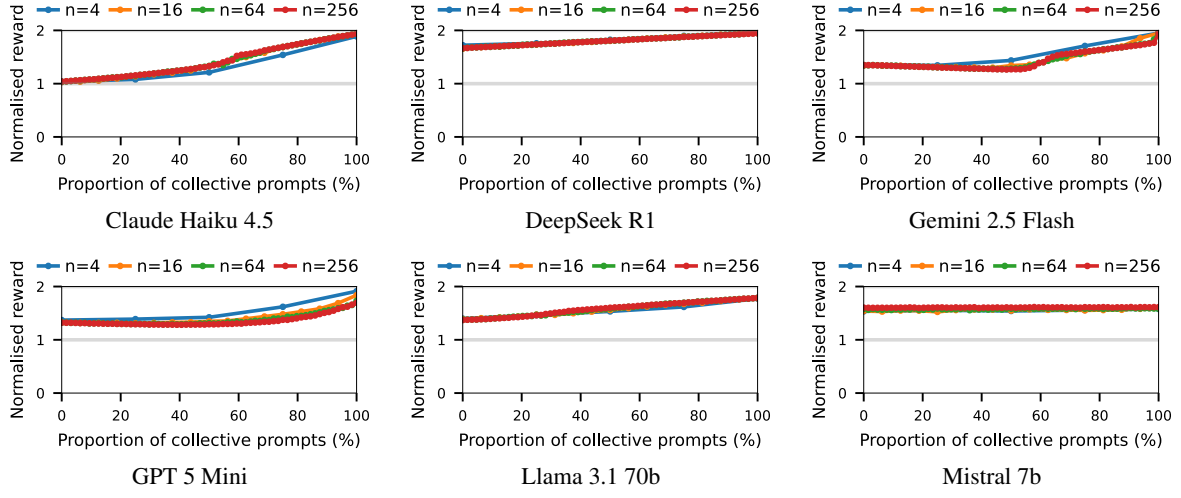 n=4 n=16 n=64 n=256
Normalised reward
2
1
0
0 20 40 60 80 100
Proportion of collective prompts (%)
Claude Haiku 4.5
n=4 n=16 n=64 n=256
Normalised reward
2
1
0
0 20 40 60 80 100
Proportion of collective prompts (%)
DeepSeek R1
n=4 n=16 n=64 n=256
Normalised reward
2
1
0
0 20 40 60 80 100
Proportion of collective prompts (%)
Gemini 2.5 Flash
n=4 n=16 n=64 n=256
Normalised reward
2
1
0
0 20 40 60 80 100
Proportion of collective prompts (%)
GPT 5 Mini
n=4 n=16 n=64 n=256
Normalised reward
2
1
0
0 20 40 60 80 100
Proportion of collective prompts (%)
Llama 3.1 70b
n=4 n=16 n=64 n=256
Normalised reward
2
1
0
0 20 40 60 80 100
Proportion of collective prompts (%)
Mistral 7b